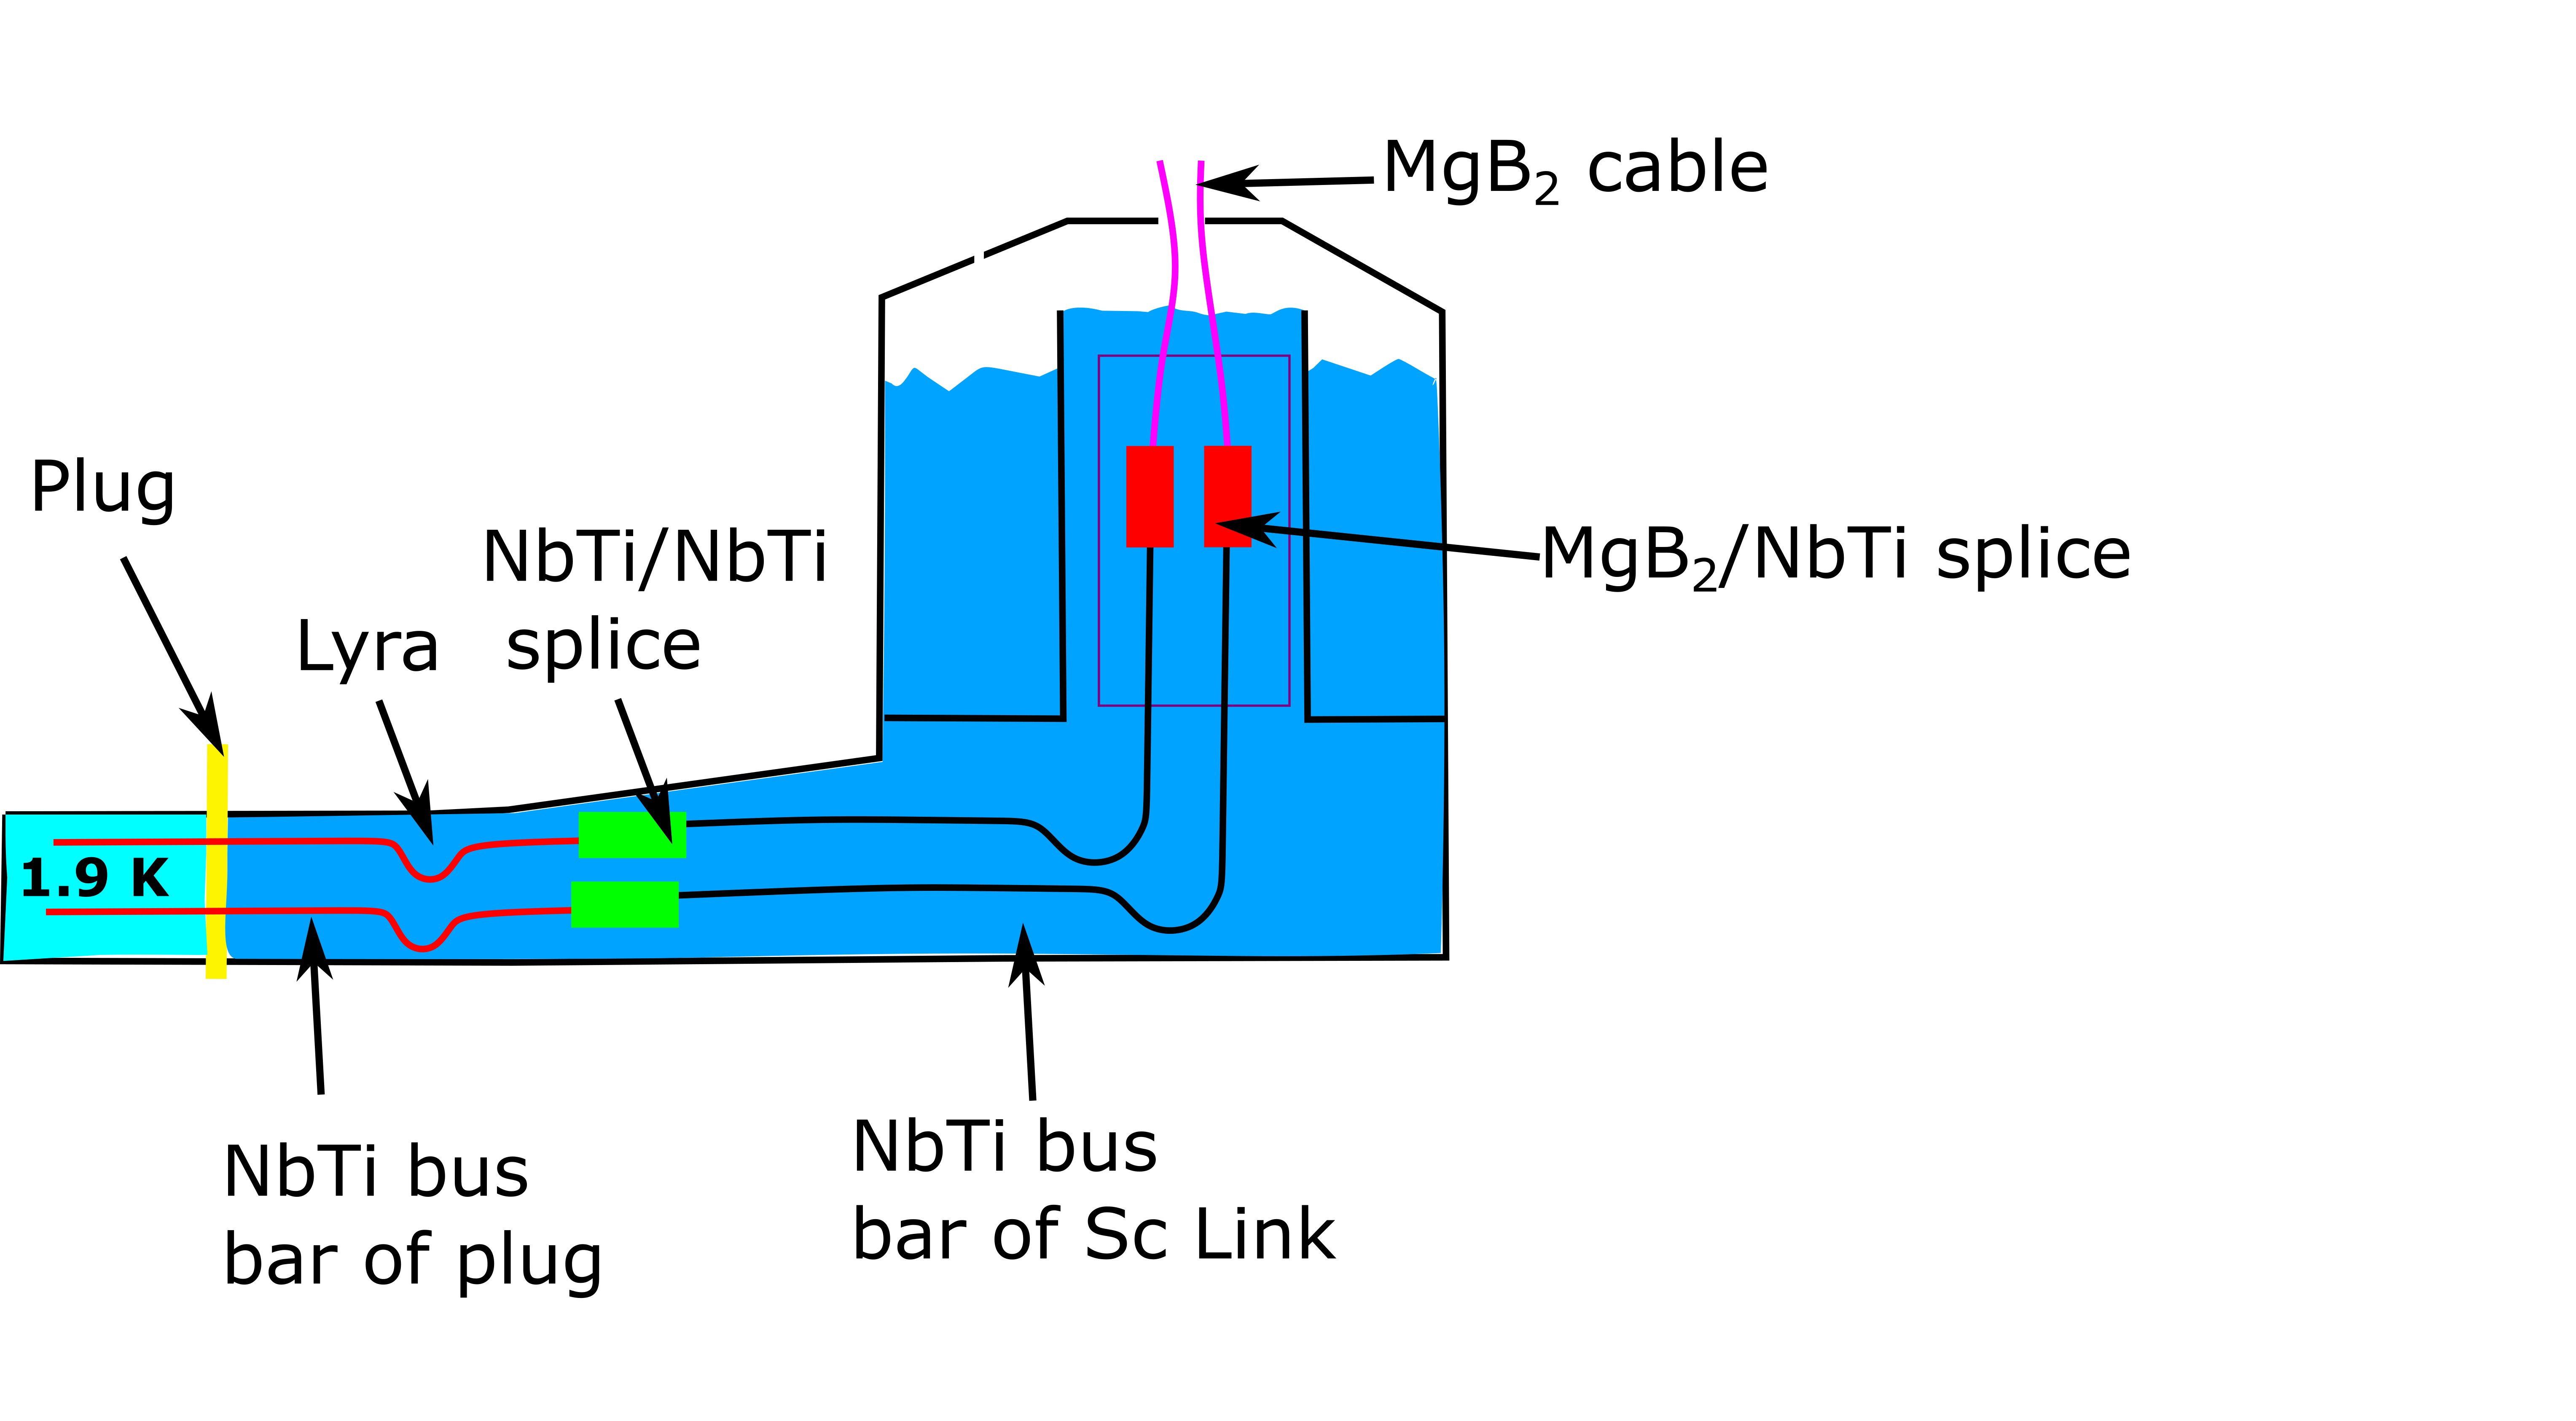 MgB₂ cable
Plug
NbTi/NbTi
splice
MgB₂/NbTi splice
Lyra
1.9 K
NbTi bus
bar of plug
NbTi bus
bar of Sc Link